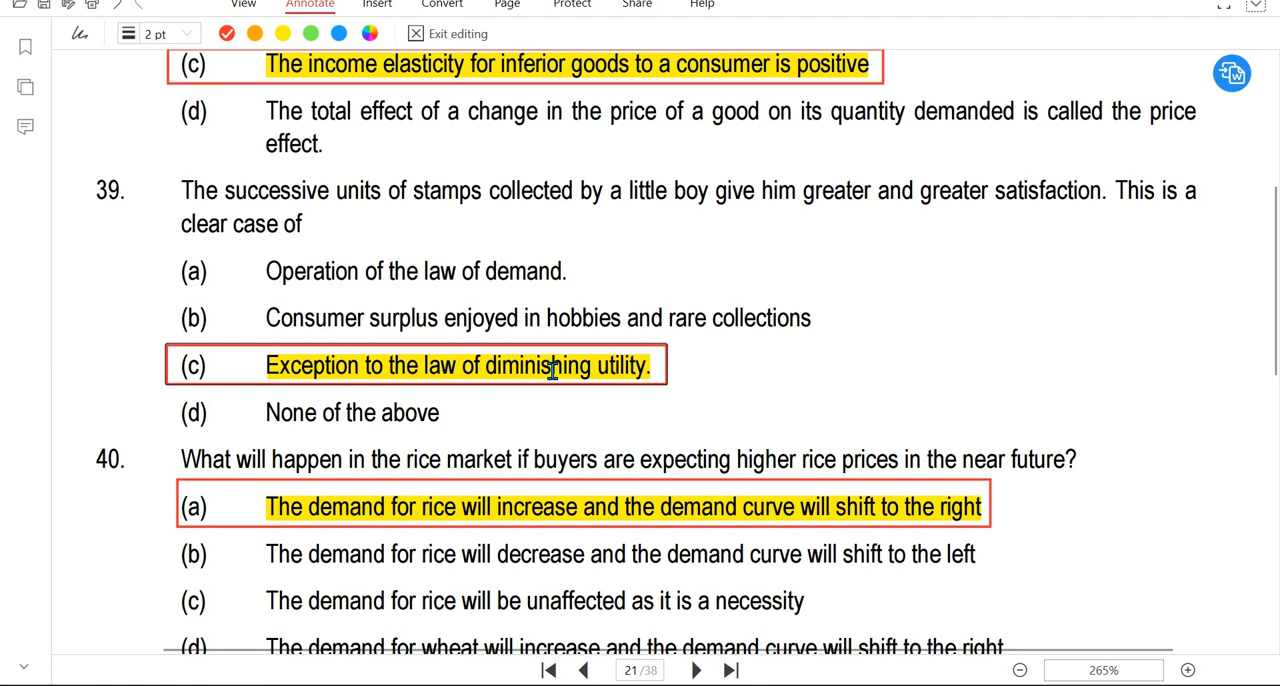 View Annotate Insert Convert Page Protect Share Help
2 pt Exit editing
(c) The income elasticity for inferior goods to a consumer is positive
(d) The total effect of a change in the price of a good on its quantity demanded is called the price
effect.
39. The successive units of stamps collected by a little boy give him greater and greater satisfaction. This is a
clear case of
(a) Operation of the law of demand.
(b) Consumer surplus enjoyed in hobbies and rare collections
(c) Exception to the law of diminishing utility.
(d) None of the above
40. What will happen in the rice market if buyers are expecting higher rice prices in the near future?
(a) The demand for rice will increase and the demand curve will shift to the right
(b) The demand for rice will decrease and the demand curve will shift to the left
(c) The demand for rice will be unaffected as it is a necessity
(d) The demand for wheat will increase and the demand curve will shift to the right
21/38 265%